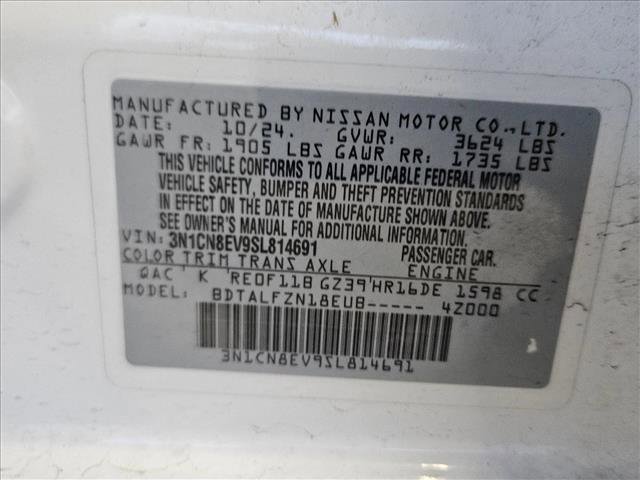 MANUFACTURED BY NISSAN MOTOR CO.,LTD.
DATE: 10/24. GVWR: 3624 LBS
GAWR FR: 1905 LBS GAWR RR: 1735 LBS
THIS VEHICLE CONFORMS TO ALL APPLICABLE FEDERAL MOTOR
VEHICLE SAFETY, BUMPER AND THEFT PREVENTION STANDARDS
IN EFFECT ON THE DATE OF MANUFACTURE SHOWN ABOVE.
SEE OWNER'S MANUAL FOR ADDITIONAL INFORMATION.
VIN: 3N1CN8EV9SL814691 PASSENGER CAR.
COLOR TRIM TRANS AXLE ENGINE
QAC K RE0F11B GZ39 HR16DE 1598 CC
BDTALFZN18EUB----- 4Z000
3N1CN8EV9SL814691